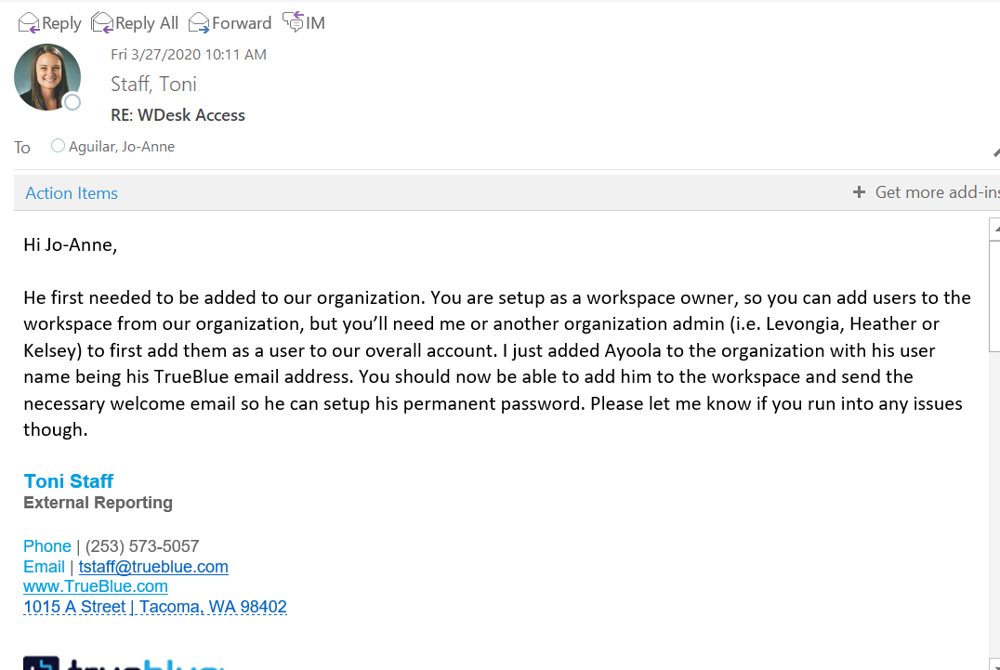 Reply Reply All Forward IM
Fri 3/27/2020 10:11 AM
Staff, Toni
RE: WDesk Access
To Aguilar, Jo-Anne
Action Items + Get more add-ins
Hi Jo-Anne,
He first needed to be added to our organization. You are setup as a workspace owner, so you can add users to the
workspace from our organization, but you’ll need me or another organization admin (i.e. Levongia, Heather or
Kelsey) to first add them as a user to our overall account. I just added Ayoola to the organization with his user
name being his TrueBlue email address. You should now be able to add him to the workspace and send the
necessary welcome email so he can setup his permanent password. Please let me know if you run into any issues
though.
Toni Staff
External Reporting
Phone | (253) 573-5057
Email | tstaff@trueblue.com
www.TrueBlue.com
1015 A Street | Tacoma, WA 98402
trueblue